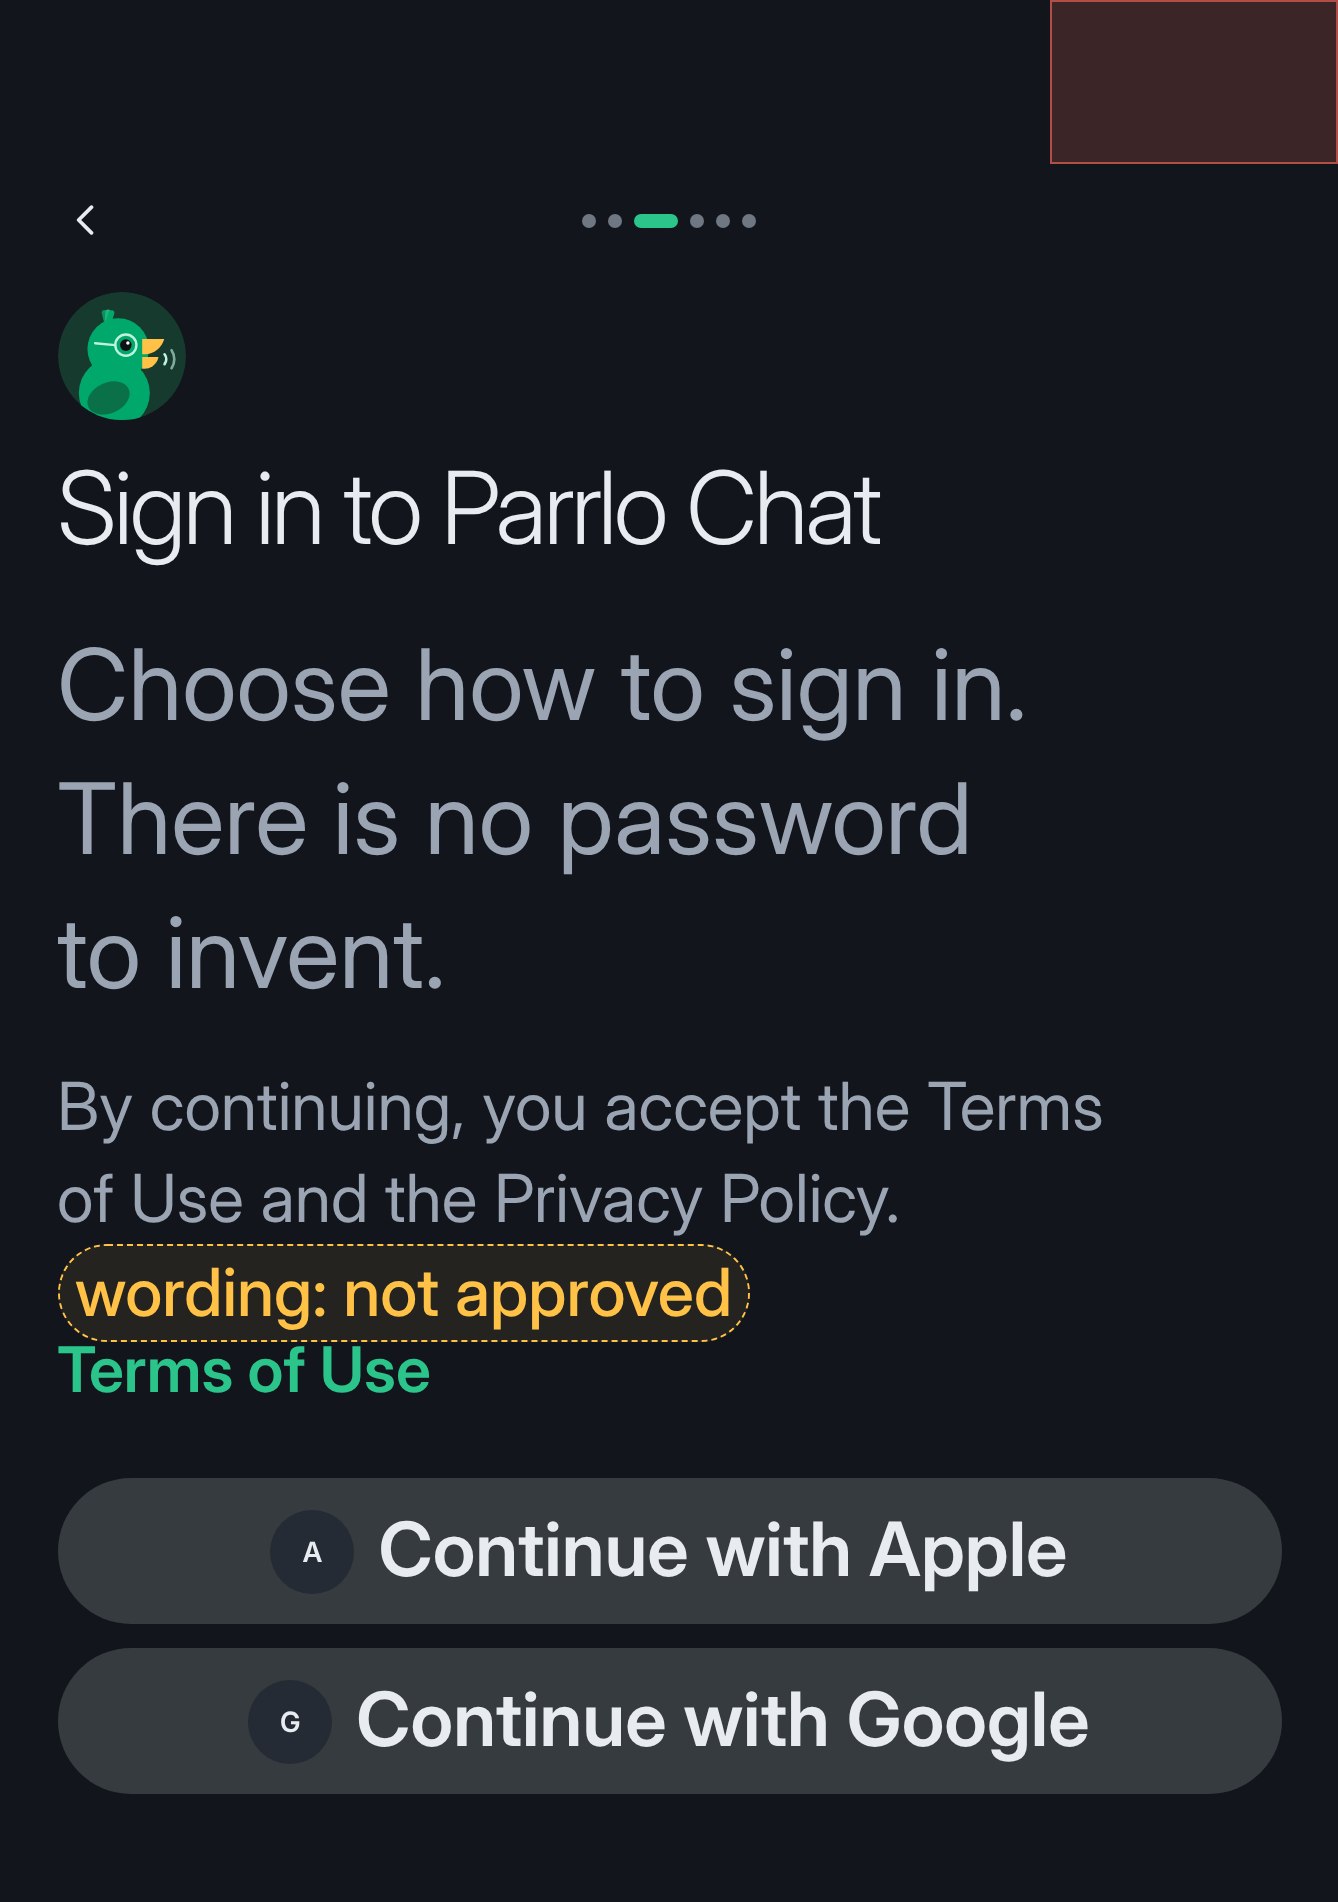 Sign in to Parrlo Chat
Choose how to sign in.
There is no password
to invent.
By continuing, you accept the Terms
of Use and the Privacy Policy.
wording: not approved
Terms of Use
A Continue with Apple
G Continue with Google